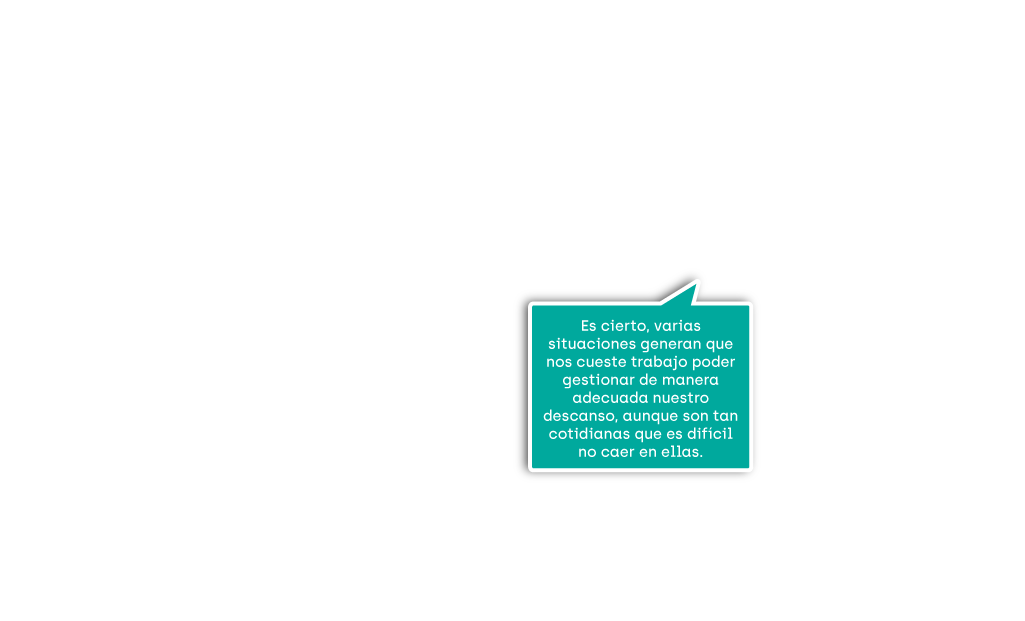 Es cierto, varias
situaciones generan que
nos cueste trabajo poder
gestionar de manera
adecuada nuestro
descanso, aunque son tan
cotidianas que es difícil
no caer en ellas.